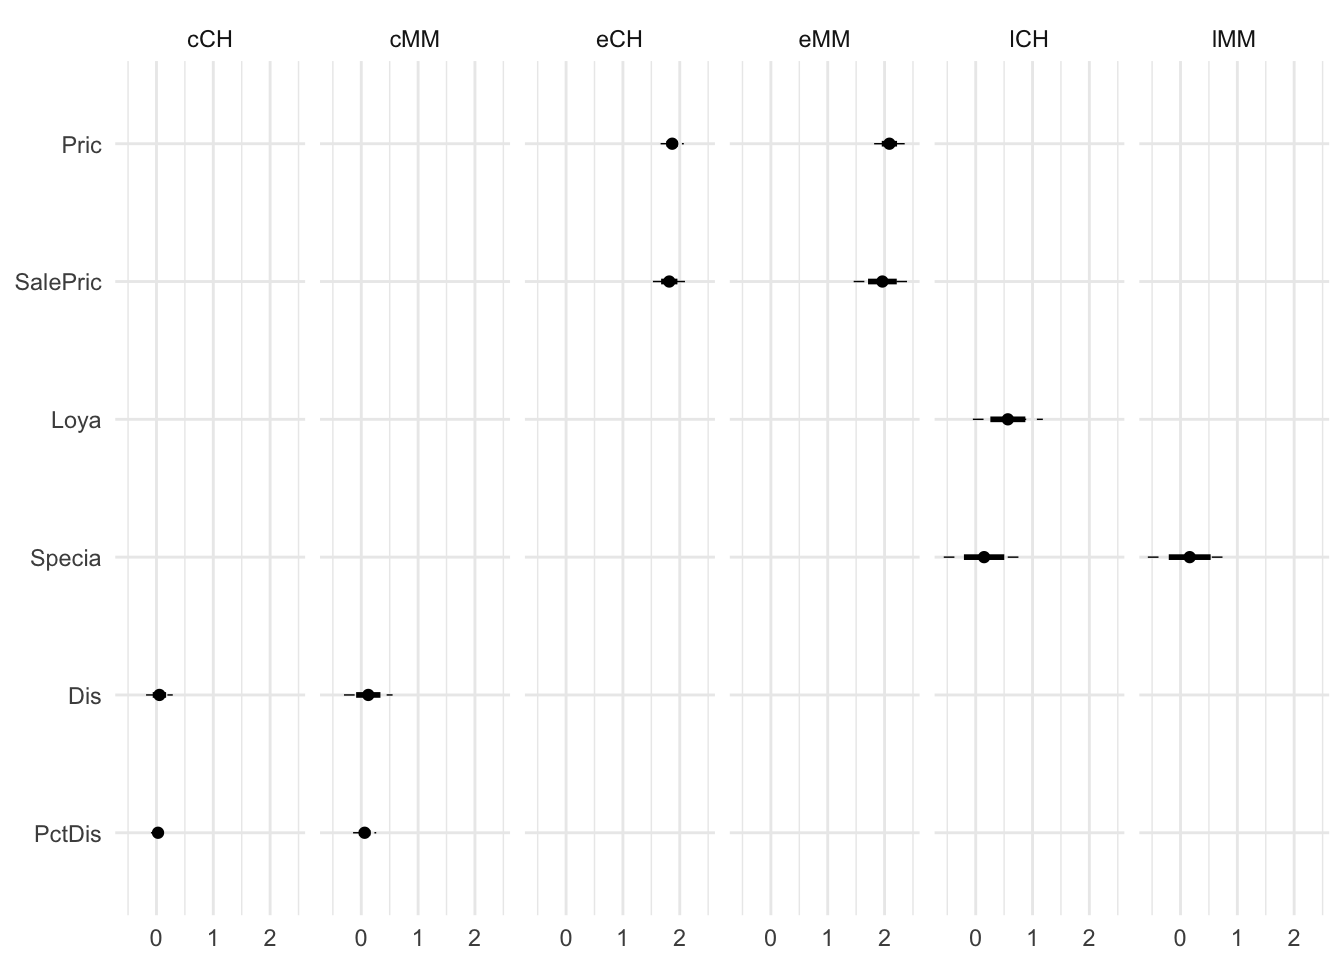 cCH cMM eCH eMM lCH lMM
Pric
SalePric
Loya
Specia
Dis
PctDis
0 1 2 0 1 2 0 1 2 0 1 2 0 1 2 0 1 2